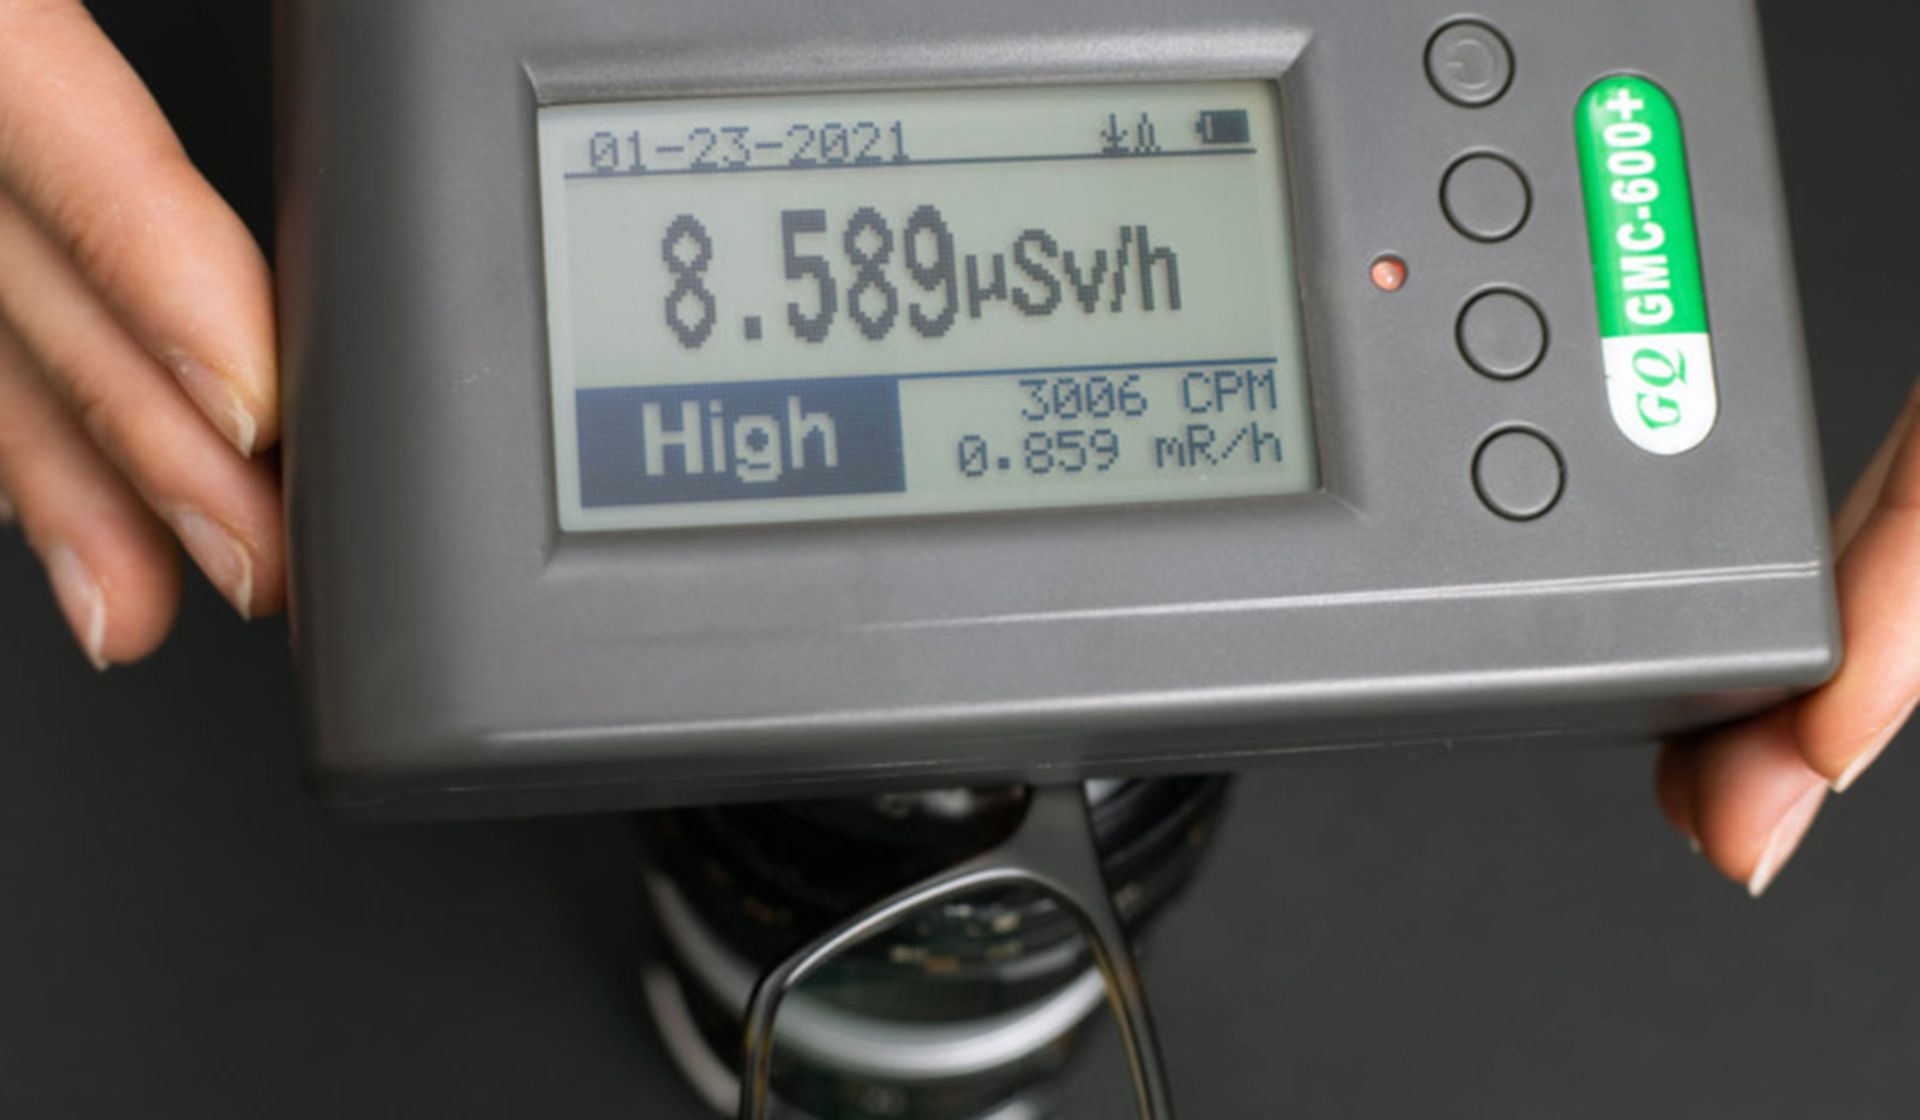 01-23-2021
8.589µSv/h
High
3006 CPM
0.859 mR/h
GQ GMC-600+